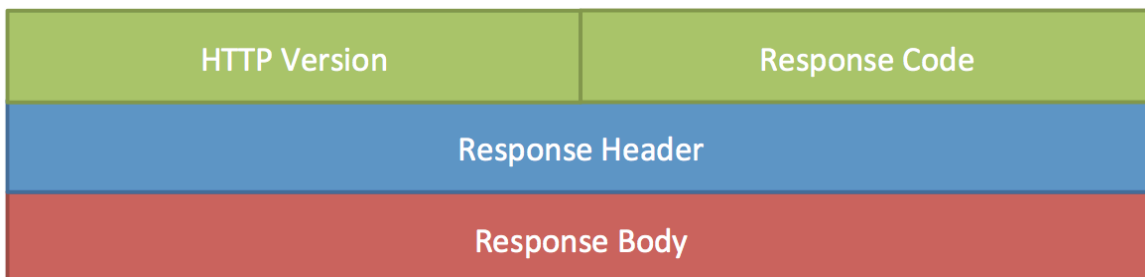 HTTP Version
Response Code
Response Header
Response Body